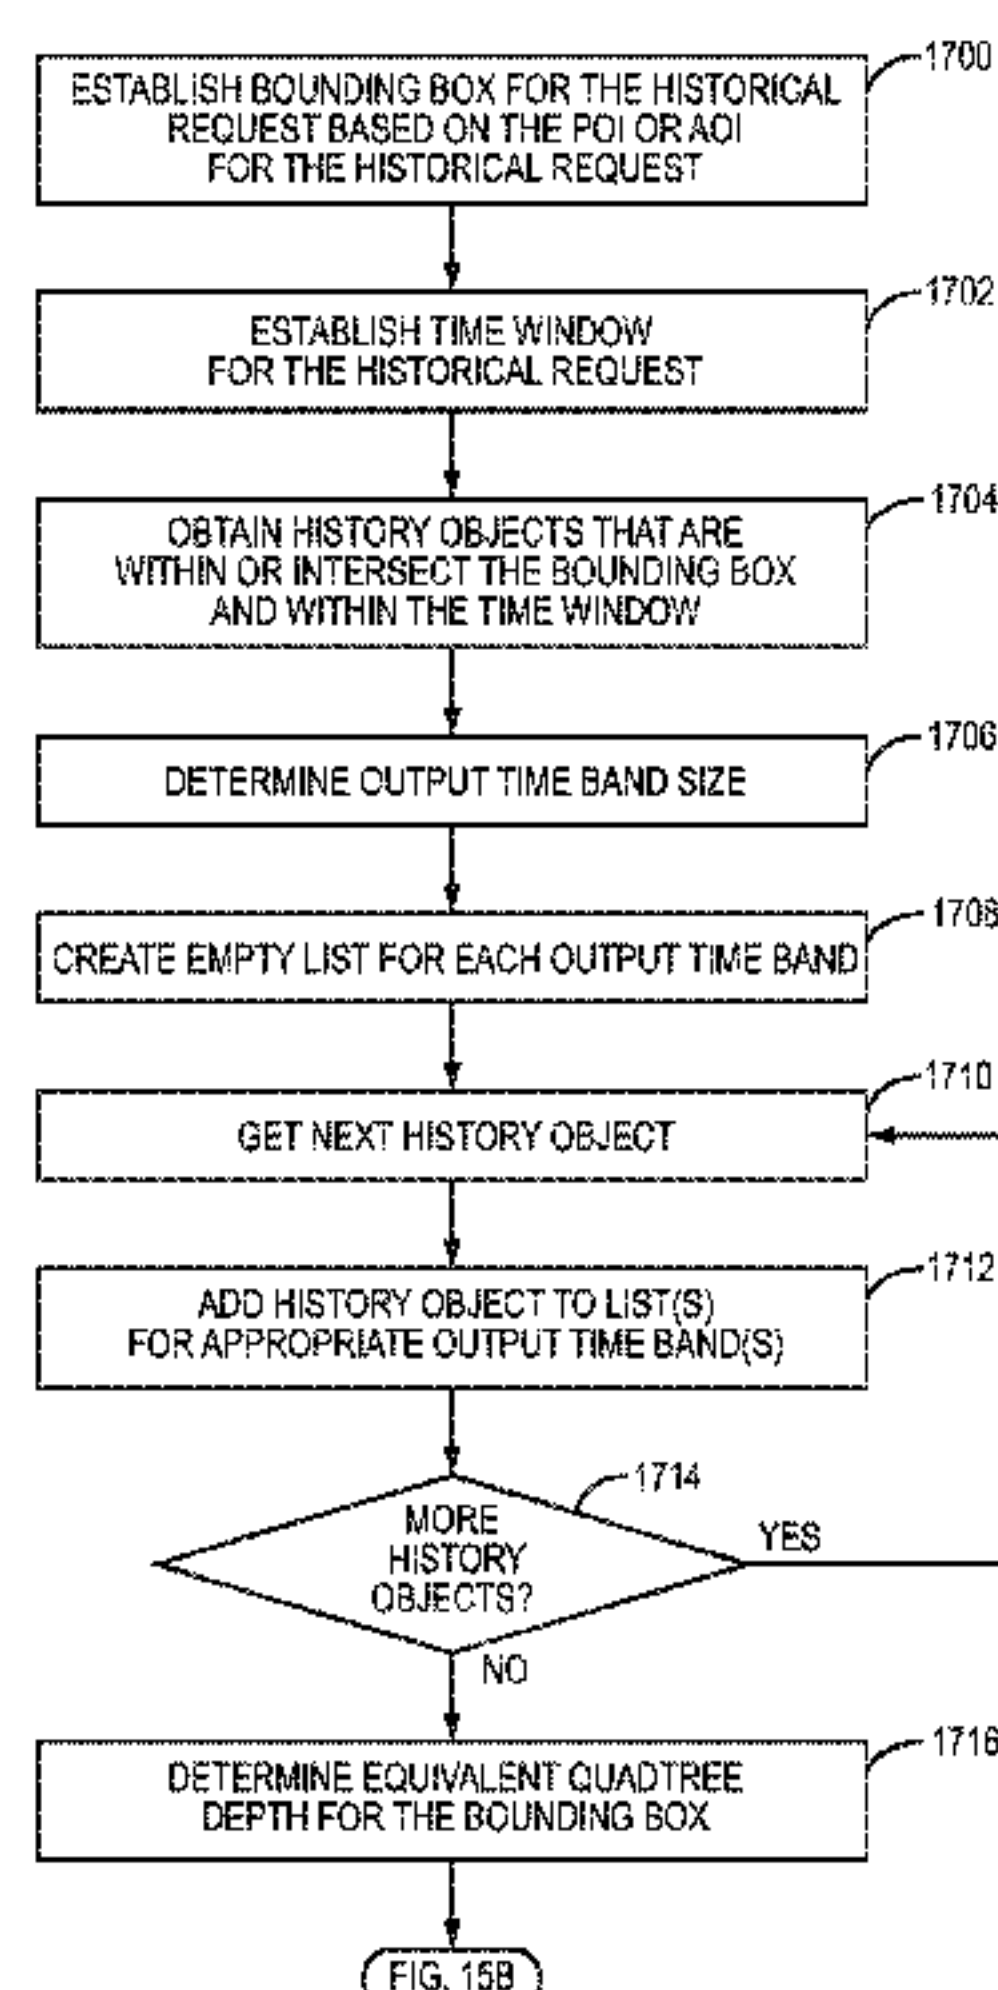 1700
ESTABLISH BOUNDING BOX FOR THE HISTORICAL
REQUEST BASED ON THE POI OR AOI
FOR THE HISTORICAL REQUEST
1702
ESTABLISH TIME WINDOW
FOR THE HISTORICAL REQUEST
1704
OBTAIN HISTORY OBJECTS THAT ARE
WITHIN OR INTERSECT THE BOUNDING BOX
AND WITHIN THE TIME WINDOW
1706
DETERMINE OUTPUT TIME BAND SIZE
1708
CREATE EMPTY LIST FOR EACH OUTPUT TIME BAND
1710
GET NEXT HISTORY OBJECT
1712
ADD HISTORY OBJECT TO LIST(S)
FOR APPROPRIATE OUTPUT TIME BAND(S)
1714
MORE
HISTORY
OBJECTS?
YES
NO
1716
DETERMINE EQUIVALENT QUADTREE
DEPTH FOR THE BOUNDING BOX
FIG. 15B